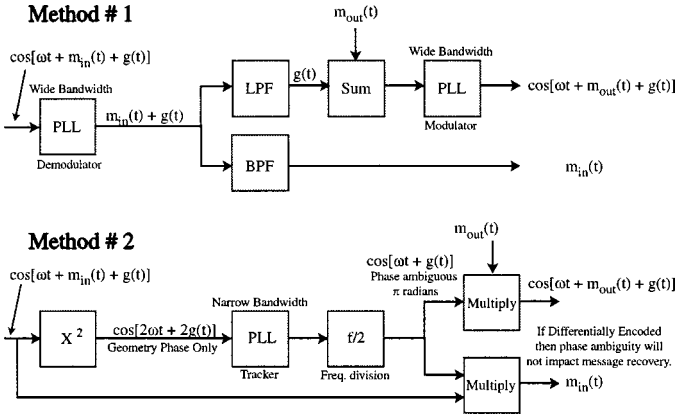 Method # 1
m_out(t)
cos[ωt + m_in(t) + g(t)]
Wide Bandwidth
PLL
Demodulator
m_in(t) + g(t)
LPF
g(t)
Sum
Wide Bandwidth
PLL
Modulator
cos[ωt + m_out(t) + g(t)]
BPF
m_in(t)
Method # 2
m_out(t)
cos[ωt + m_in(t) + g(t)]
cos[ωt + g(t)]
Phase ambiguous
π radians
cos[ωt + m_out(t) + g(t)]
X²
cos[2ωt + 2g(t)]
Geometry Phase Only
Narrow Bandwidth
PLL
Tracker
f/2
Freq. division
Multiply
If Differentially Encoded
then phase ambiguity will
not impact message recovery.
Multiply
m_in(t)